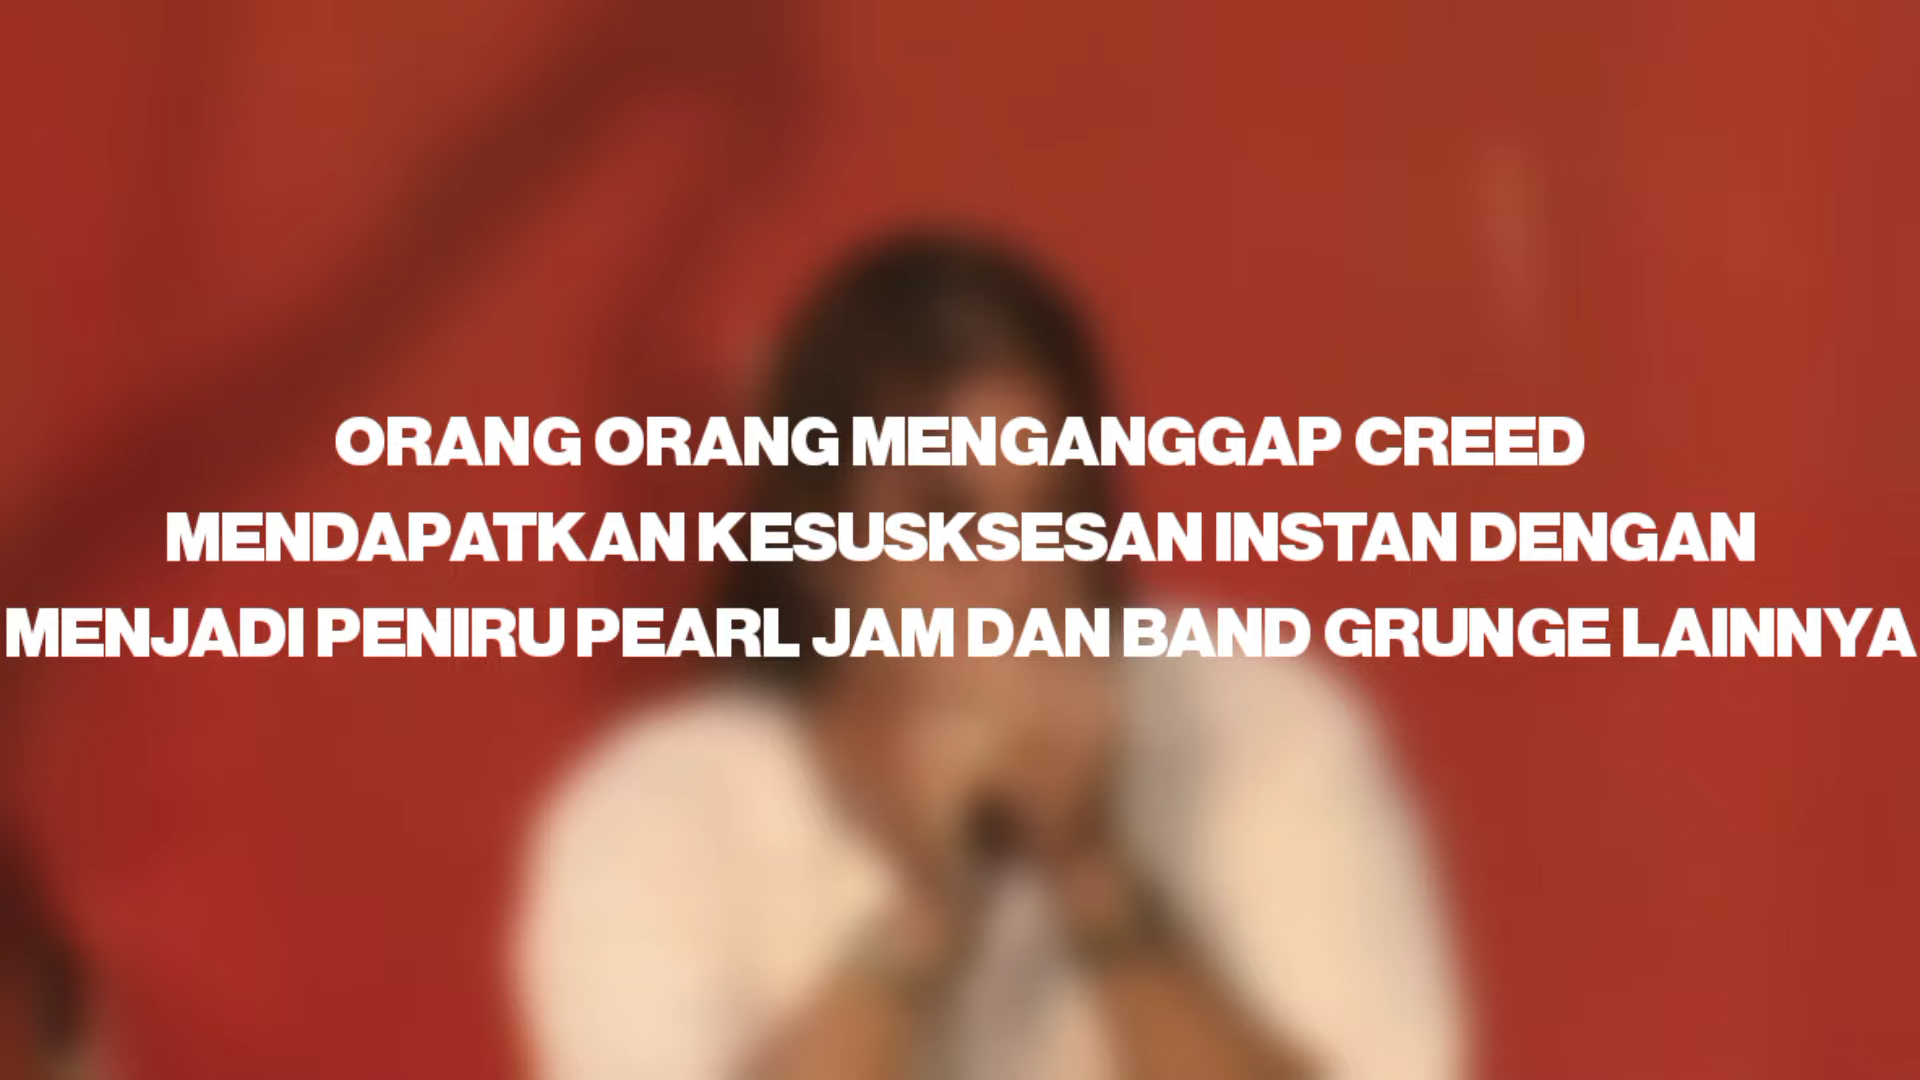 ORANG ORANG MENGANGGAP CREED
MENDAPATKAN KESUSKSESAN INSTAN DENGAN
MENJADI PENIRU PEARL JAM DAN BAND GRUNGE LAINNYA